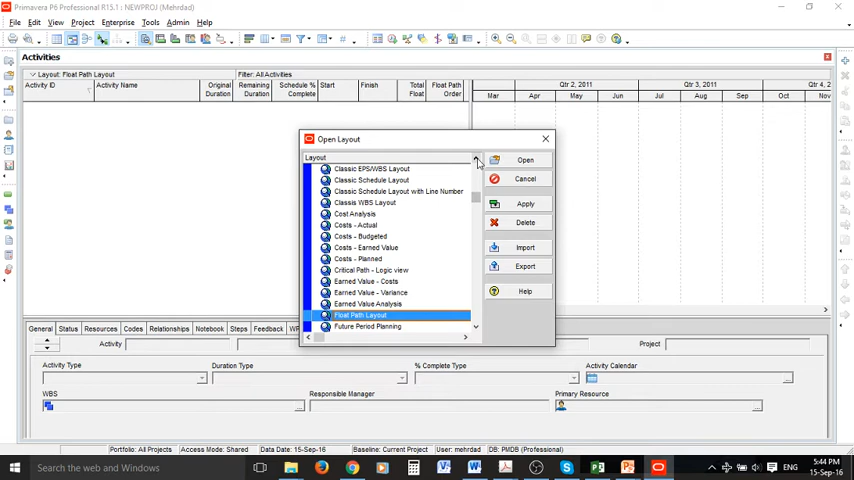 Primavera P6 Professional R15.1 : NEWPROJ (Mehrdad)
File Edit View Project Enterprise Tools Admin Help
Activities
Layout: Float Path Layout Filter: All Activities
Activity ID Activity Name Original Duration Remaining Duration Schedule % Complete Start Finish Total Float Float Path Order Qtr 2, 2011 Qtr 3, 2011 Qtr 4, 2
Mar Apr May Jun Jul Aug Sep Oct Nov
Open Layout
Layout
Classic EPS/WBS Layout
Classic Schedule Layout
Classic Schedule Layout with Line Number
Classis WBS Layout
Cost Analysis
Costs - Actual
Costs - Budgeted
Costs - Earned Value
Costs - Planned
Critical Path - Logic view
Earned Value - Costs
Earned Value - Variance
Earned Value Analysis
Float Path Layout
Future Period Planning
Open
Cancel
Apply
Delete
Import
Export
Help
General Status Resources Codes Relationships Notebook Steps Feedback WP
Activity Project
Activity Type Duration Type % Complete Type Activity Calendar
WBS Responsible Manager Primary Resource
Portfolio: All Projects Access Mode: Shared Data Date: 15-Sep-16 Baseline: Current Project User: mehrdad DB: PMDB (Professional)
Search the web and Windows
ENG
5:44 PM
15-Sep-16